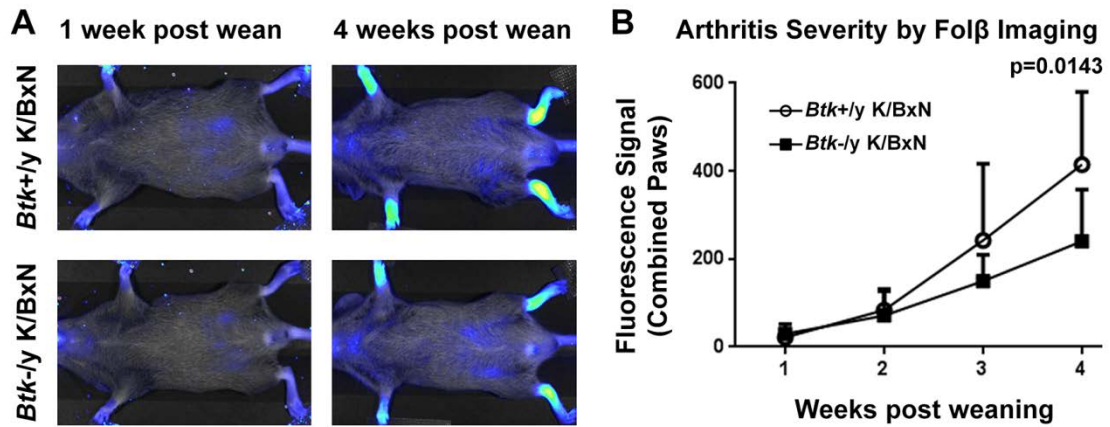 A
1 week post wean
4 weeks post wean
Btk+/y K/BxN
Btk-/y K/BxN
B
Arthritis Severity by Folβ Imaging
p=0.0143
Btk+/y K/BxN
Btk-/y K/BxN
Fluorescence Signal
(Combined Paws)
600
400
200
0
1 2 3 4
Weeks post weaning